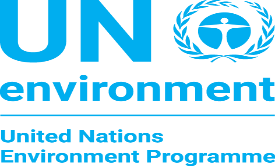 UN
environment
United Nations
Environment Programme